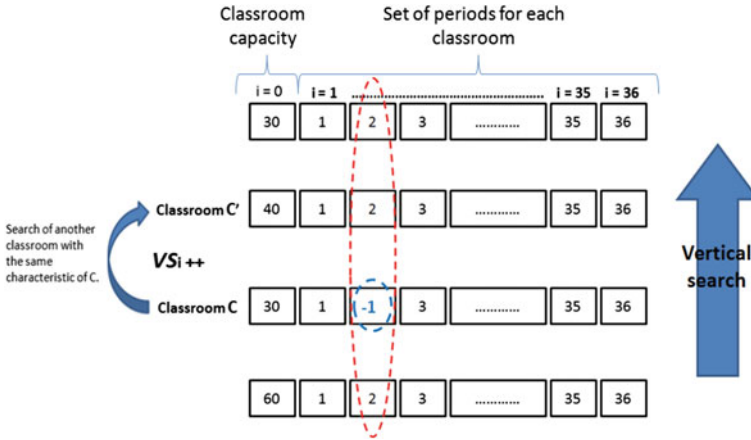 Classroom capacity
Set of periods for each classroom
i = 0 i = 1 ................................................ i = 35 i = 36
30 1 2 3 ............ 35 36
Classroom C' 40 1 2 3 ............ 35 36
Search of another
classroom with
the same
characteristic of C.
VSi ++
Classroom C 30 1 -1 3 ............ 35 36
60 1 2 3 ............ 35 36
Vertical
search